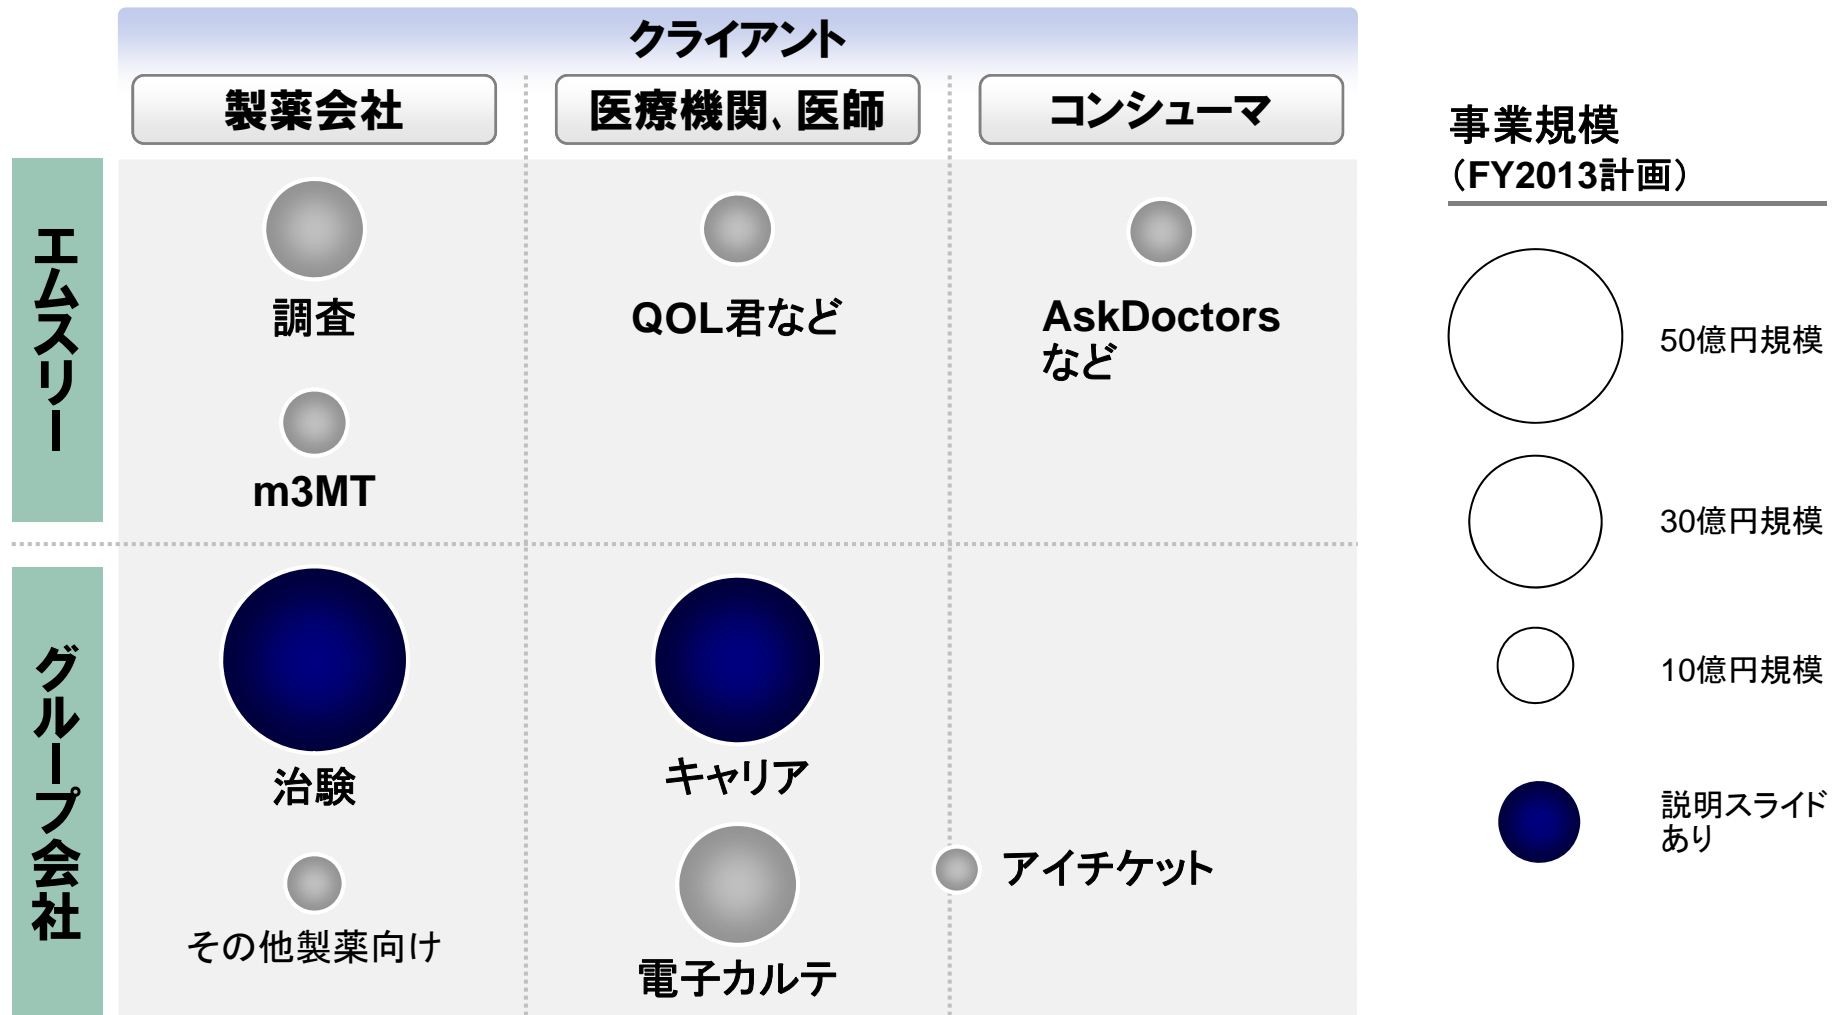 クライアント
製薬会社
医療機関、医師
コンシューマ
エムスリー
調査
QOL君など
AskDoctors
など
m3MT
グループ会社
治験
キャリア
その他製薬向け
電子カルテ
アイチケット
事業規模
（FY2013計画）
50億円規模
30億円規模
10億円規模
説明スライド
あり